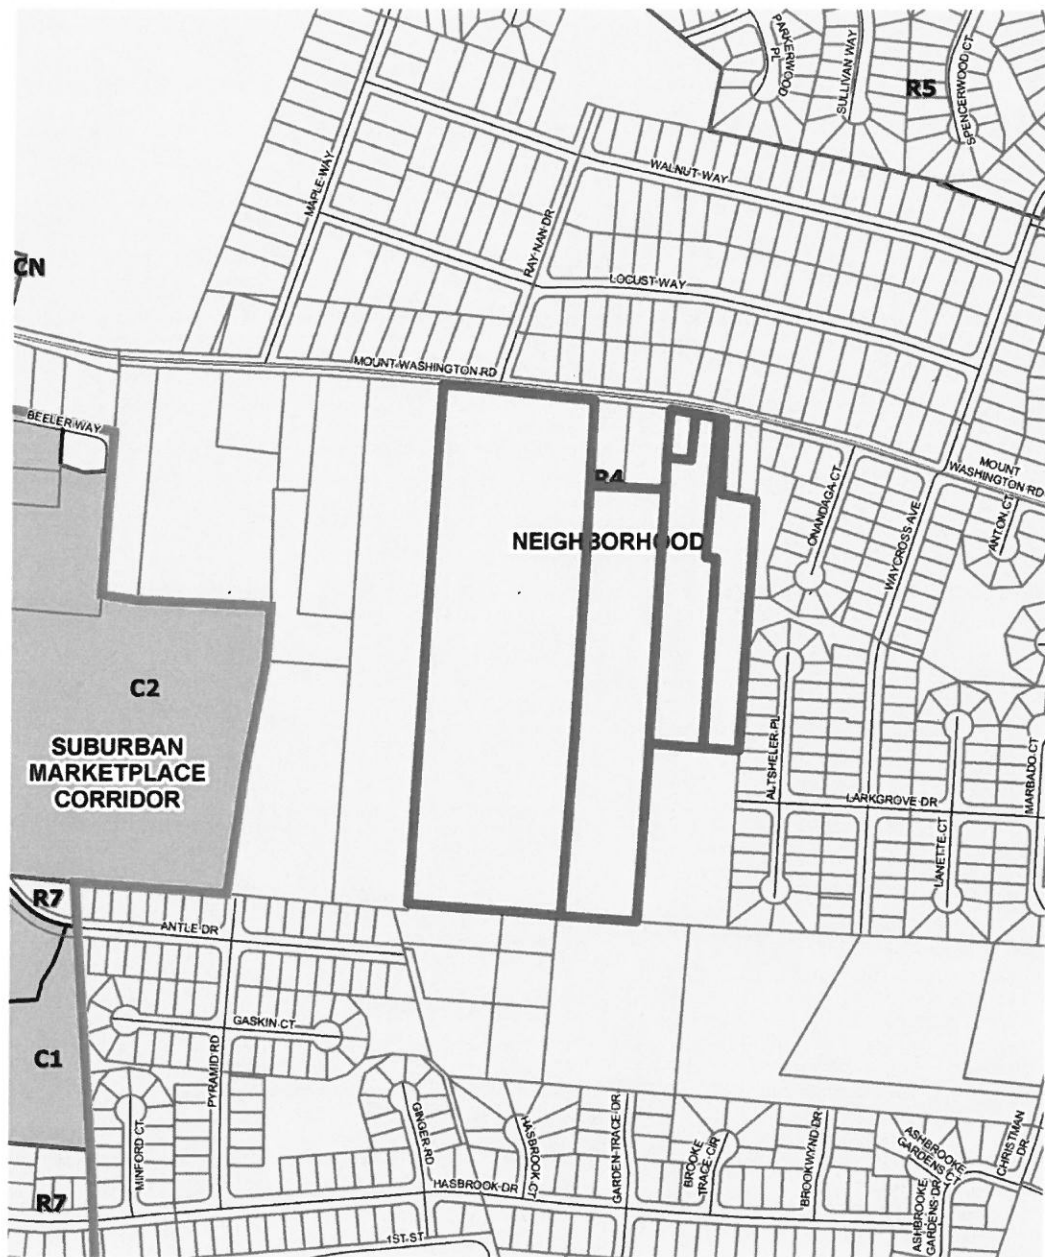 PARKERWOOD
PL
SULLIVAN WAY
SPENCERWOOD CT
R5
MAPLE WAY
WALNUT WAY
RAY NAN DR
LOCUST WAY
CN
MOUNT WASHINGTON RD
BEELER WAY
MOUNT
WASHINGTON RD
R4
ONANDAGA CT
WAYCROSS AVE
ANTON CT
NEIGHBORHOOD
C2
SUBURBAN
MARKETPLACE
CORRIDOR
ALTSHELER PL
LARKGROVE DR
LANETTE CT
MARBADO CT
R7
ANTLE DR
GASKIN CT
PYRAMID RD
C1
MINFORD CT
GINGER RD
HASBROOK CT
GARDEN TRACE DR
BROOKE
TRACE CIR
BROOKWYND DR
ASHBROOKE
GARDENS CT
CHRISTMAN
DR
R7
HASBROOK DR
ASHBROOKE
GARDENS DR
1ST ST